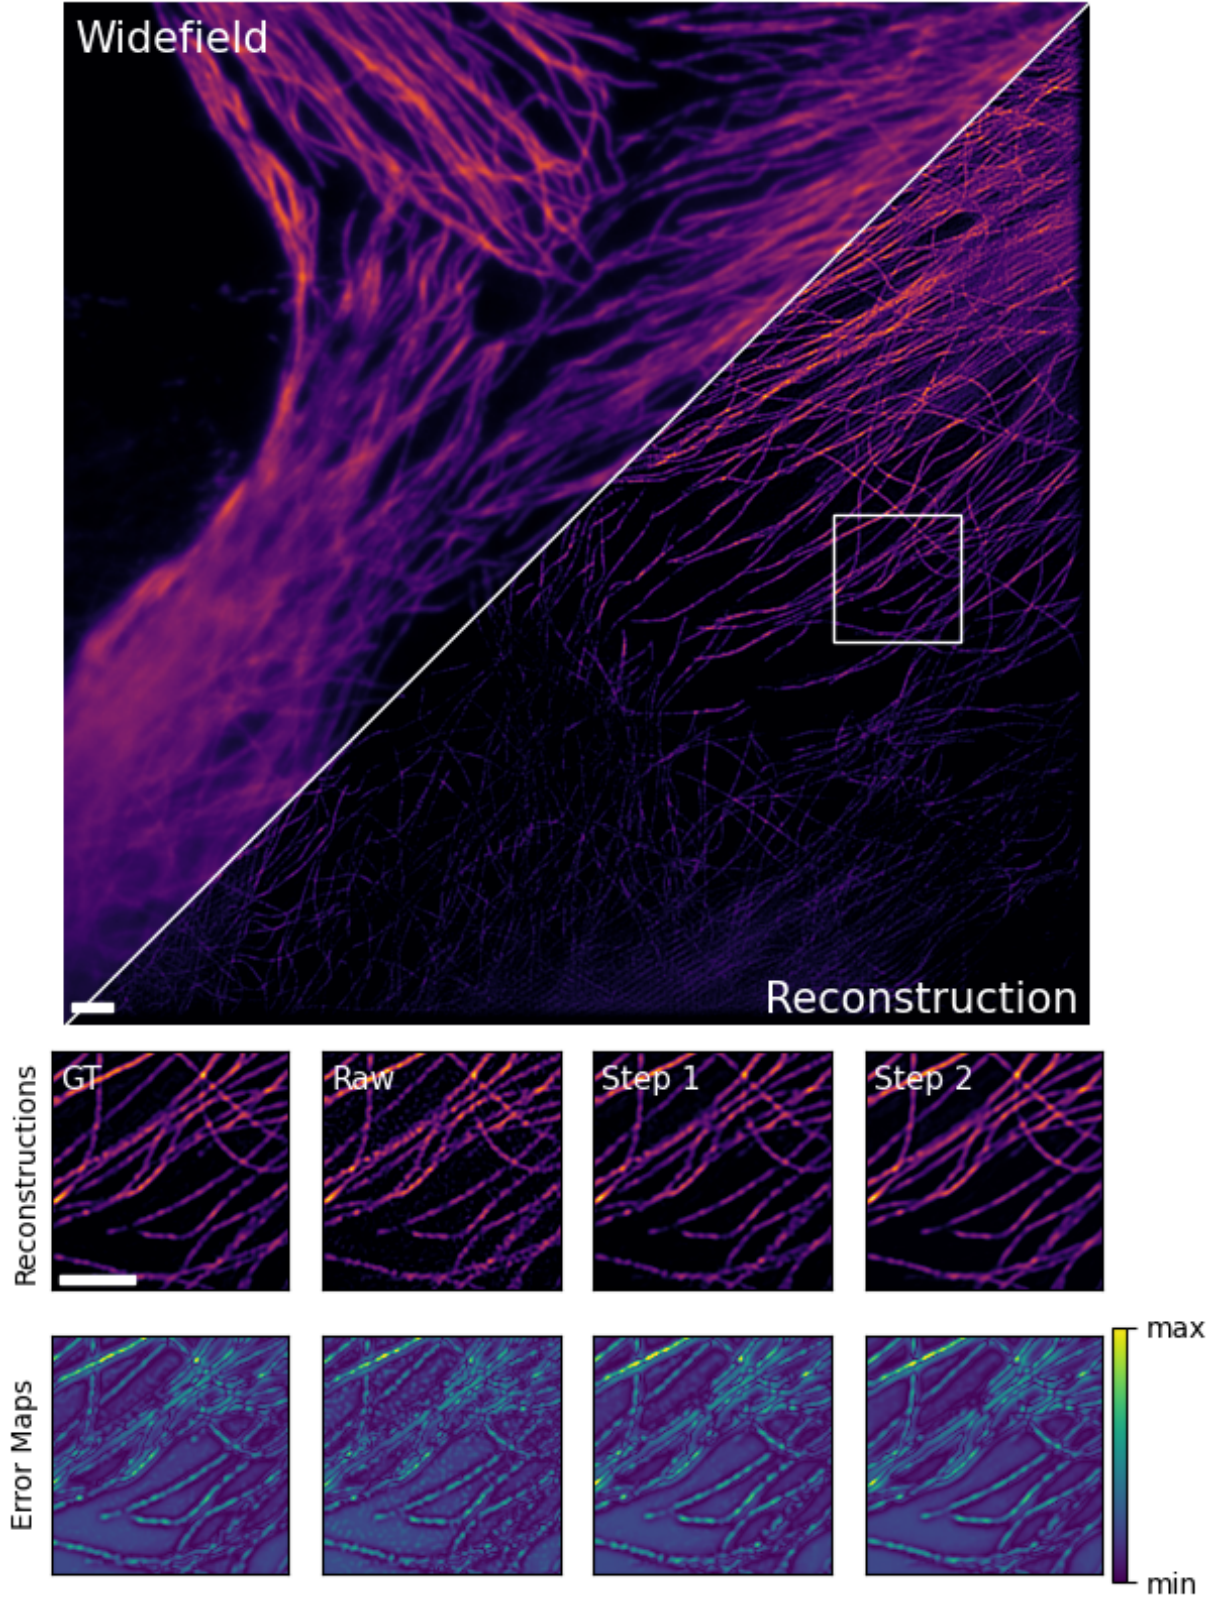 Widefield
Reconstruction
Reconstructions
GT
Raw
Step 1
Step 2
Error Maps
max
min